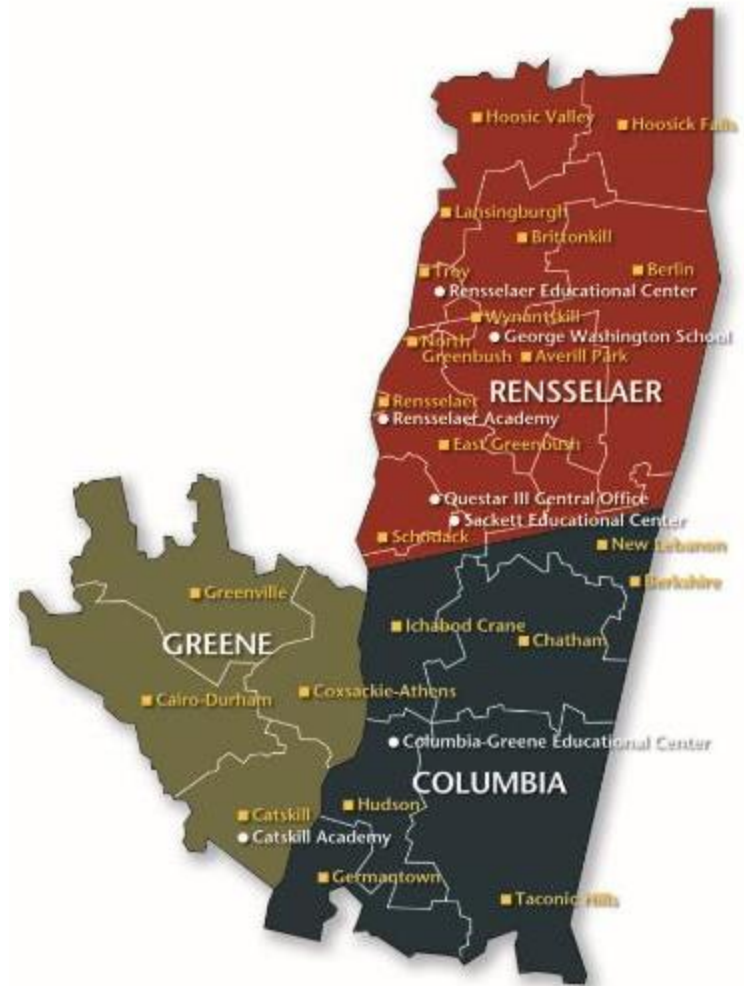 Hoosic Valley
Hoosick Falls
Lansingburgh
Brittonkill
Troy
Berlin
Rensselaer Educational Center
Wynantskill
George Washington School
North
Greenbush
Averill Park
RENSSELAER
Rensselaer
Rensselaer Academy
East Greenbush
Questar III Central Office
Sackett Educational Center
Schodack
New Lebanon
Berkshire
Greenville
Ichabod Crane
Chatham
GREENE
Coxsackie-Athens
Cairo-Durham
Columbia-Greene Educational Center
COLUMBIA
Hudson
Catskill
Catskill Academy
Germantown
Taconic Hills